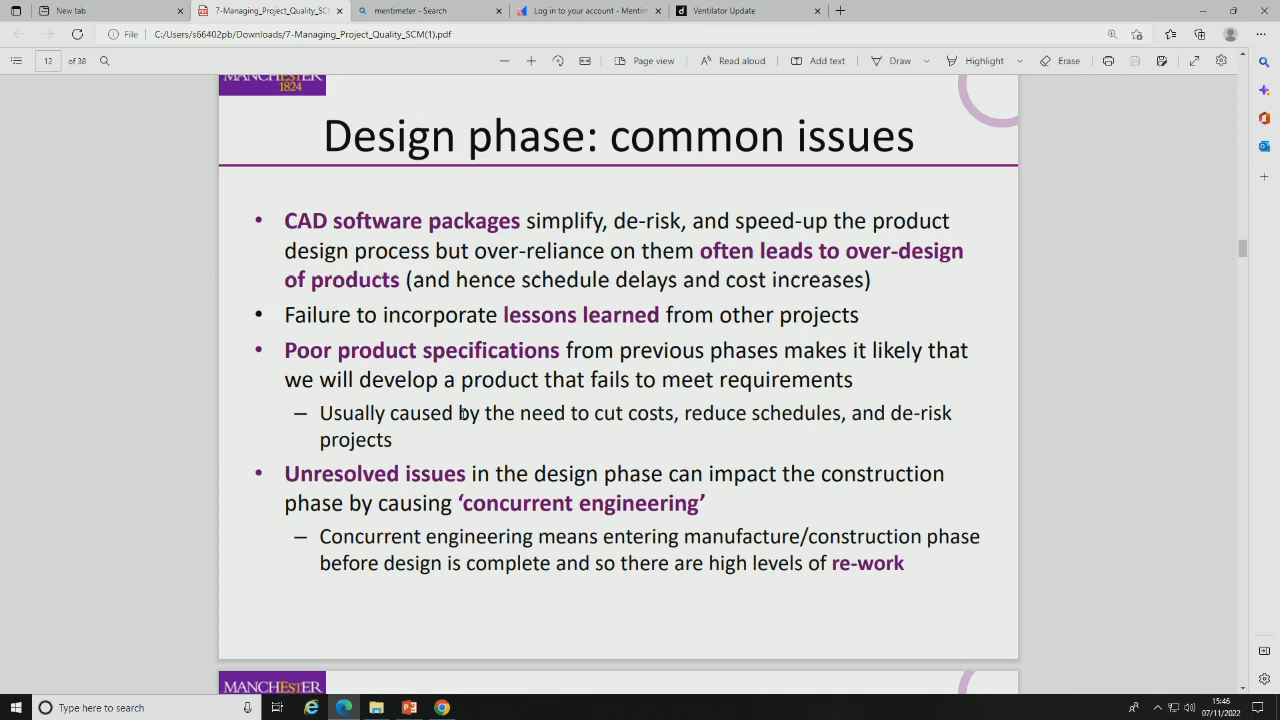 New tab
7-Managing_Project_Quality_SCM
mentimeter - Search
Log in to your account - Mentim
Ventilator Update
File
C:/Users/s66402pb/Downloads/7-Managing_Project_Quality_SCM(1).pdf
12 of 38
Page view
Read aloud
Add text
Draw
Highlight
Erase
MANCHESTER
1824
Design phase: common issues
• CAD software packages simplify, de-risk, and speed-up the product
design process but over-reliance on them often leads to over-design
of products (and hence schedule delays and cost increases)
• Failure to incorporate lessons learned from other projects
• Poor product specifications from previous phases makes it likely that
we will develop a product that fails to meet requirements
– Usually caused by the need to cut costs, reduce schedules, and de-risk
projects
• Unresolved issues in the design phase can impact the construction
phase by causing ‘concurrent engineering’
– Concurrent engineering means entering manufacture/construction phase
before design is complete and so there are high levels of re-work
MANCHESTER
Type here to search
15:46
07/11/2022